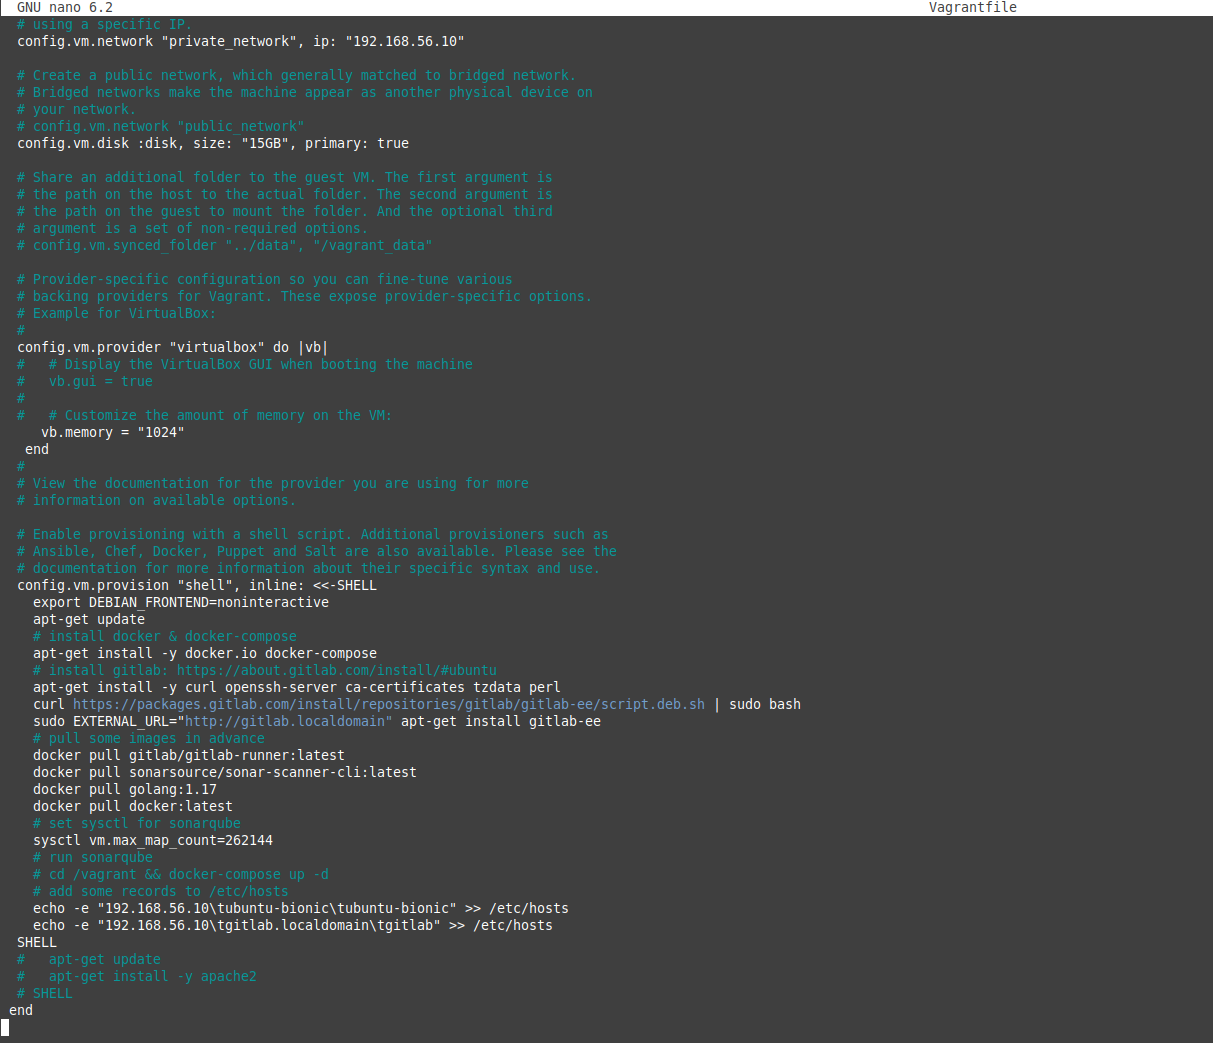 GNU nano 6.2 Vagrantfile
# using a specific IP.
config.vm.network "private_network", ip: "192.168.56.10"
# Create a public network, which generally matched to bridged network.
# Bridged networks make the machine appear as another physical device on
# your network.
# config.vm.network "public_network"
config.vm.disk :disk, size: "15GB", primary: true
# Share an additional folder to the guest VM. The first argument is
# the path on the host to the actual folder. The second argument is
# the path on the guest to mount the folder. And the optional third
# argument is a set of non-required options.
# config.vm.synced_folder "../data", "/vagrant_data"
# Provider-specific configuration so you can fine-tune various
# backing providers for Vagrant. These expose provider-specific options.
# Example for VirtualBox:
#
config.vm.provider "virtualbox" do |vb|
#   # Display the VirtualBox GUI when booting the machine
#   vb.gui = true
#
#   # Customize the amount of memory on the VM:
vb.memory = "1024"
end
#
# View the documentation for the provider you are using for more
# information on available options.
# Enable provisioning with a shell script. Additional provisioners such as
# Ansible, Chef, Docker, Puppet and Salt are also available. Please see the
# documentation for more information about their specific syntax and use.
config.vm.provision "shell", inline: <<-SHELL
export DEBIAN_FRONTEND=noninteractive
apt-get update
# install docker & docker-compose
apt-get install -y docker.io docker-compose
# install gitlab: https://about.gitlab.com/install/#ubuntu
apt-get install -y curl openssh-server ca-certificates tzdata perl
curl https://packages.gitlab.com/install/repositories/gitlab/gitlab-ee/script.deb.sh | sudo bash
sudo EXTERNAL_URL="http://gitlab.localdomain" apt-get install gitlab-ee
# pull some images in advance
docker pull gitlab/gitlab-runner:latest
docker pull sonarsource/sonar-scanner-cli:latest
docker pull golang:1.17
docker pull docker:latest
# set sysctl for sonarqube
sysctl vm.max_map_count=262144
# run sonarqube
# cd /vagrant && docker-compose up -d
# add some records to /etc/hosts
echo -e "192.168.56.10\tubuntu-bionic\tubuntu-bionic" >> /etc/hosts
echo -e "192.168.56.10\tgitlab.localdomain\tgitlab" >> /etc/hosts
SHELL
#   apt-get update
#   apt-get install -y apache2
# SHELL
end